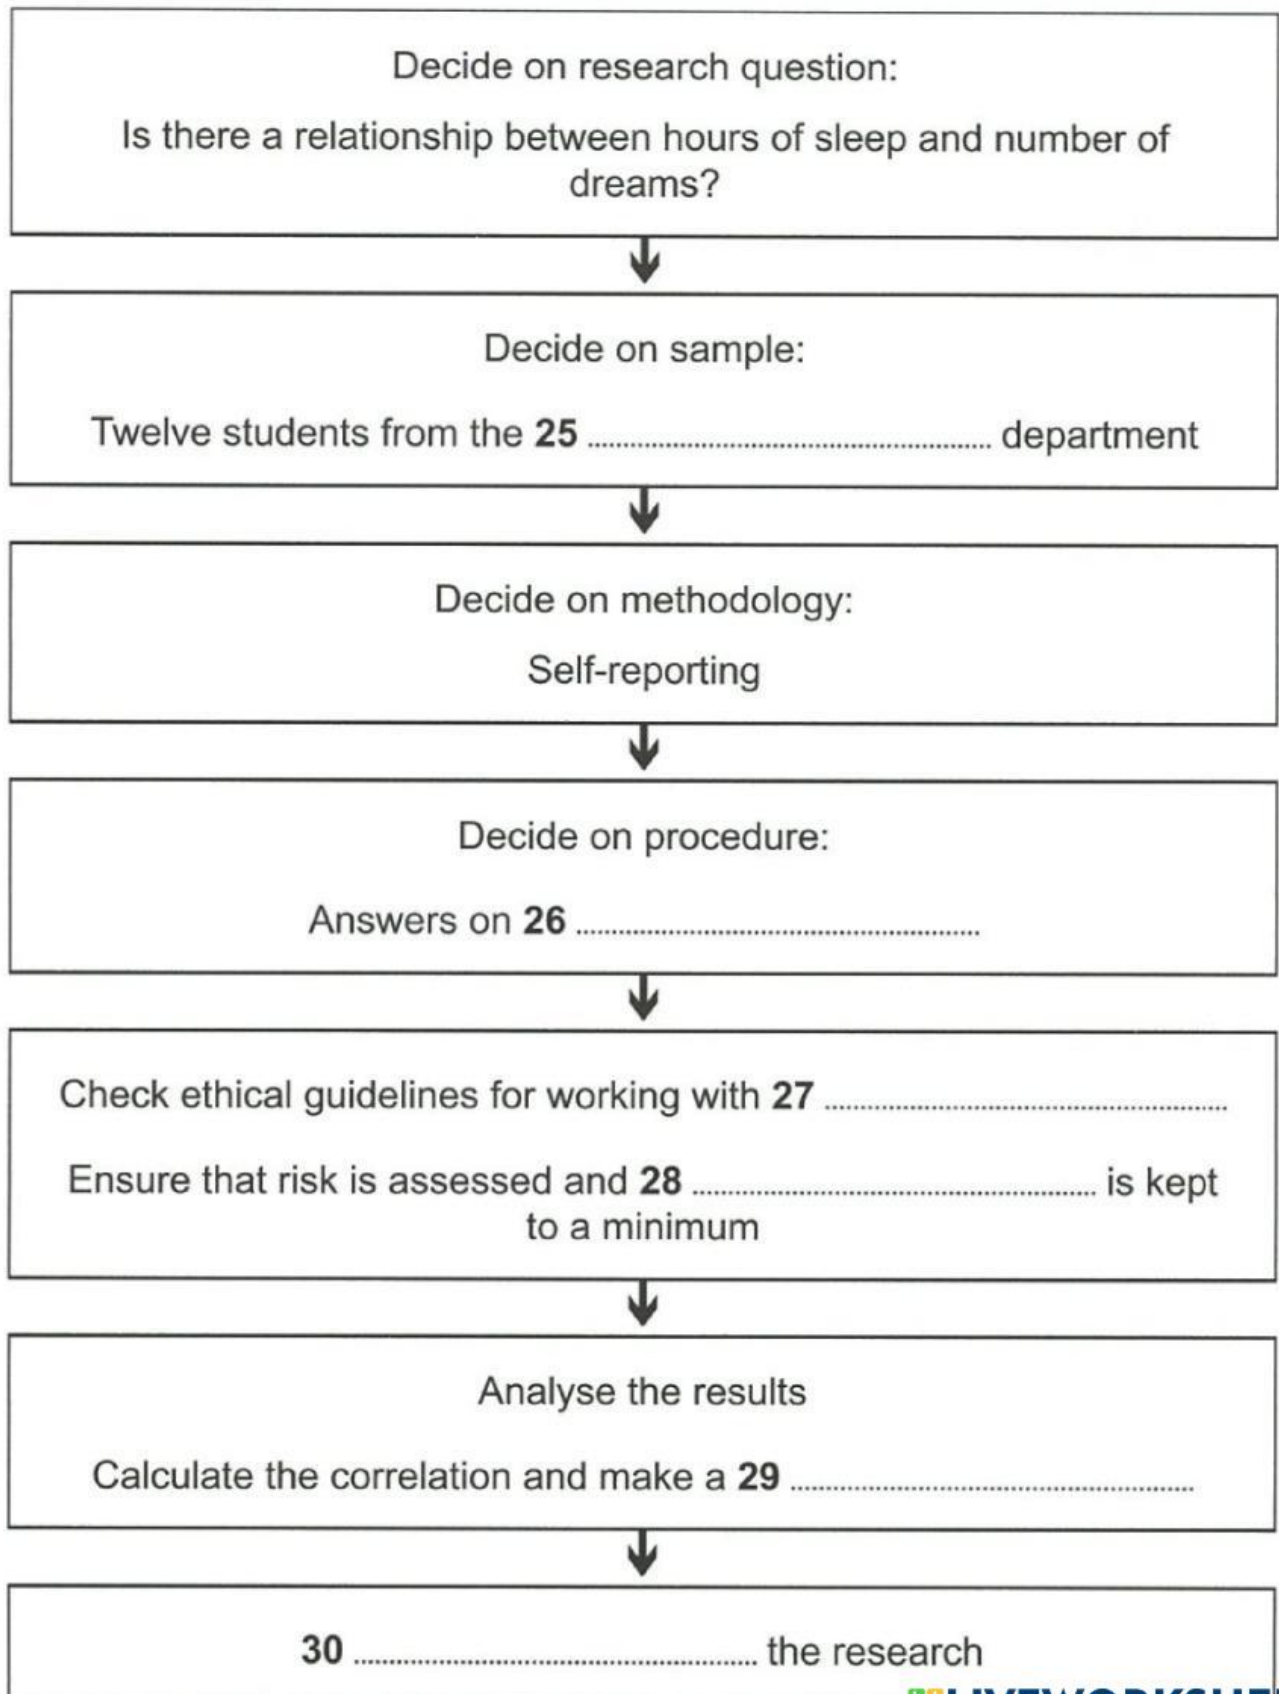 Decide on research question:
Is there a relationship between hours of sleep and number of
dreams?
Decide on sample:
Twelve students from the 25 ........................................ department
Decide on methodology:
Self-reporting
Decide on procedure:
Answers on 26 ........................................
Check ethical guidelines for working with 27 ........................................
Ensure that risk is assessed and 28 ........................................ is kept
to a minimum
Analyse the results
Calculate the correlation and make a 29 ........................................
30 ........................................ the research